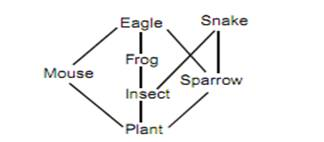 Eagle Snake
Frog
Mouse
Sparrow
Insect
Plant